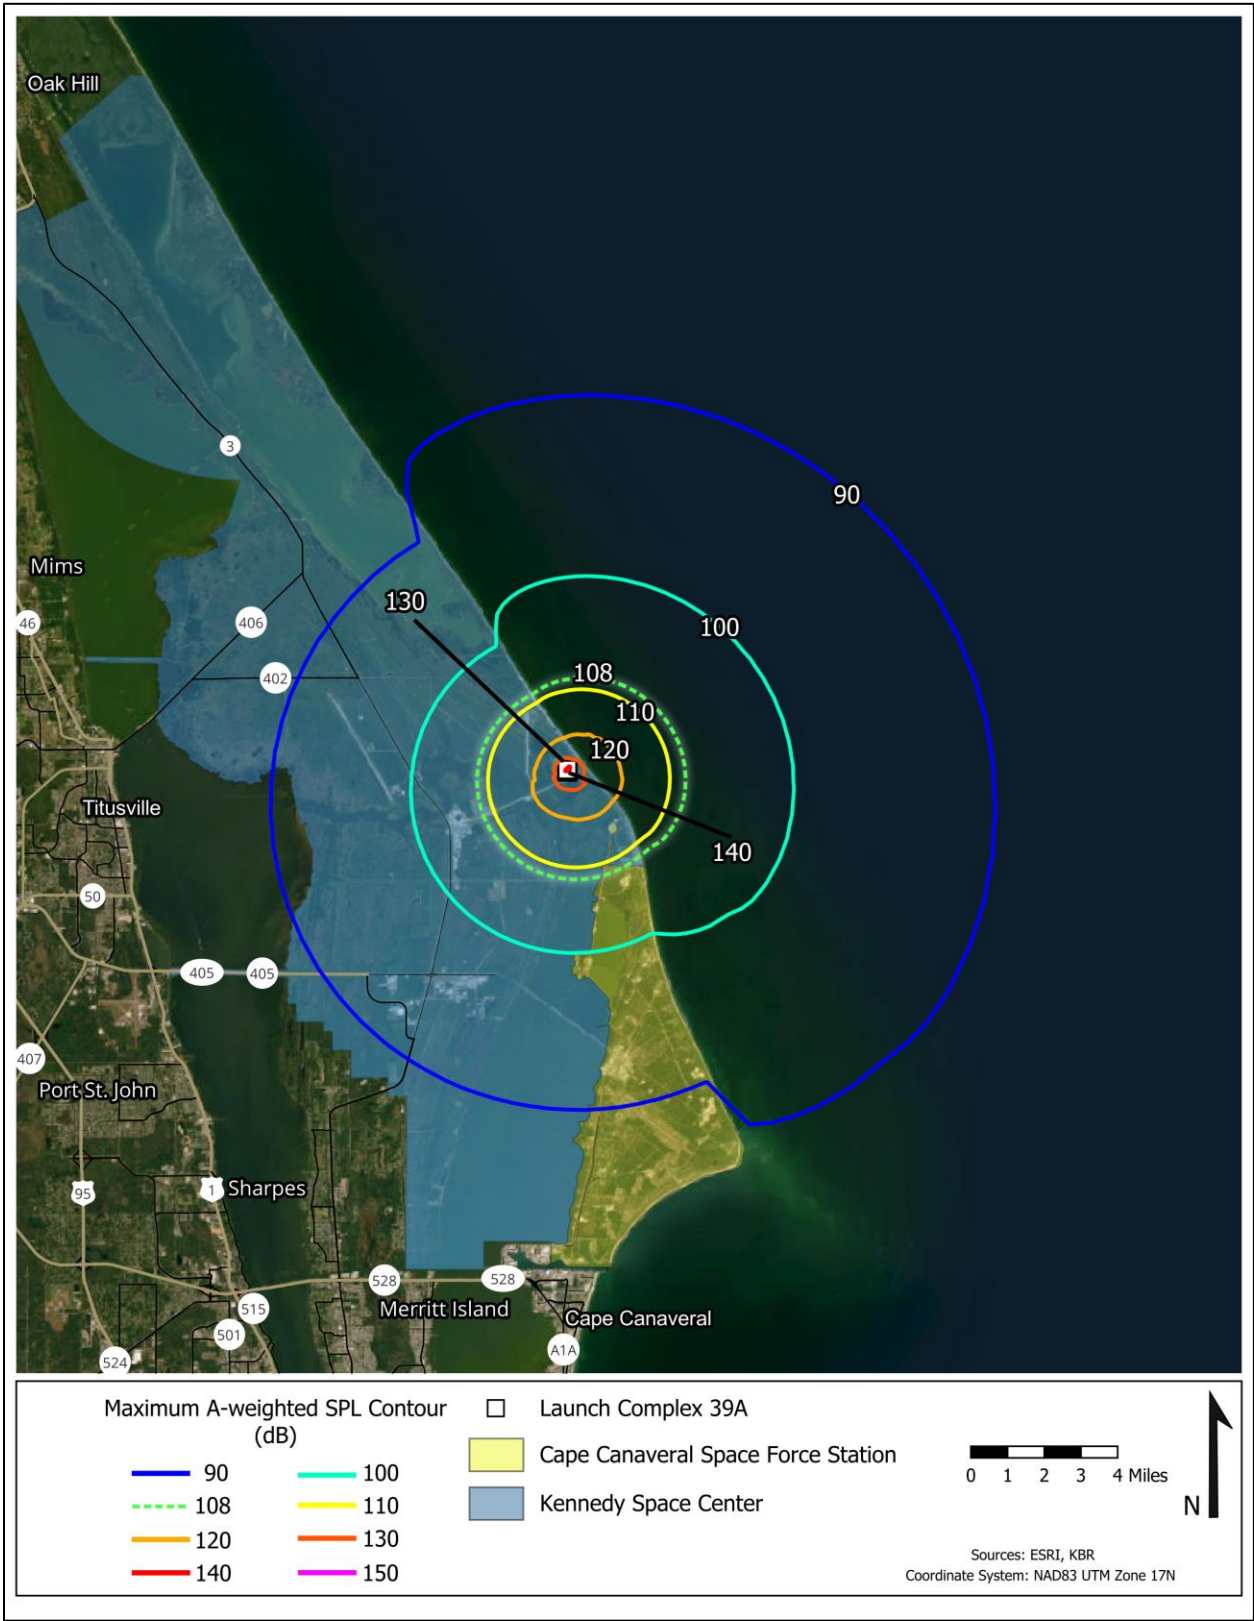 Oak Hill
3
90
Mims
130
46
406
100
402
108
110
120
Titusville
140
50
405
405
407
Port St. John
95
1
Sharpes
528
528
515
Merritt Island
Cape Canaveral
501
A1A
524
Maximum A-weighted SPL Contour
(dB)
90
100
108
110
120
130
140
150
Launch Complex 39A
Cape Canaveral Space Force Station
Kennedy Space Center
0 1 2 3 4 Miles
N
Sources: ESRI, KBR
Coordinate System: NAD83 UTM Zone 17N